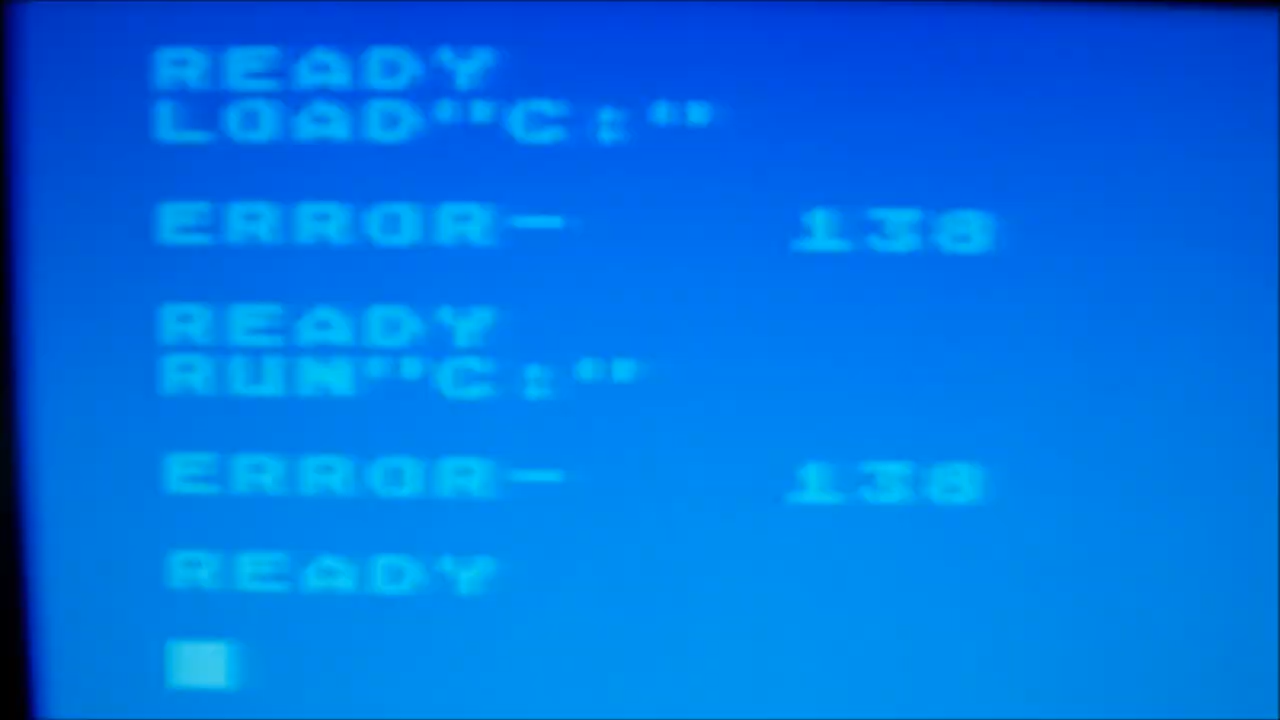 READY
LOAD"C:"
ERROR-   138
READY
RUN"C:"
ERROR-   138
READY